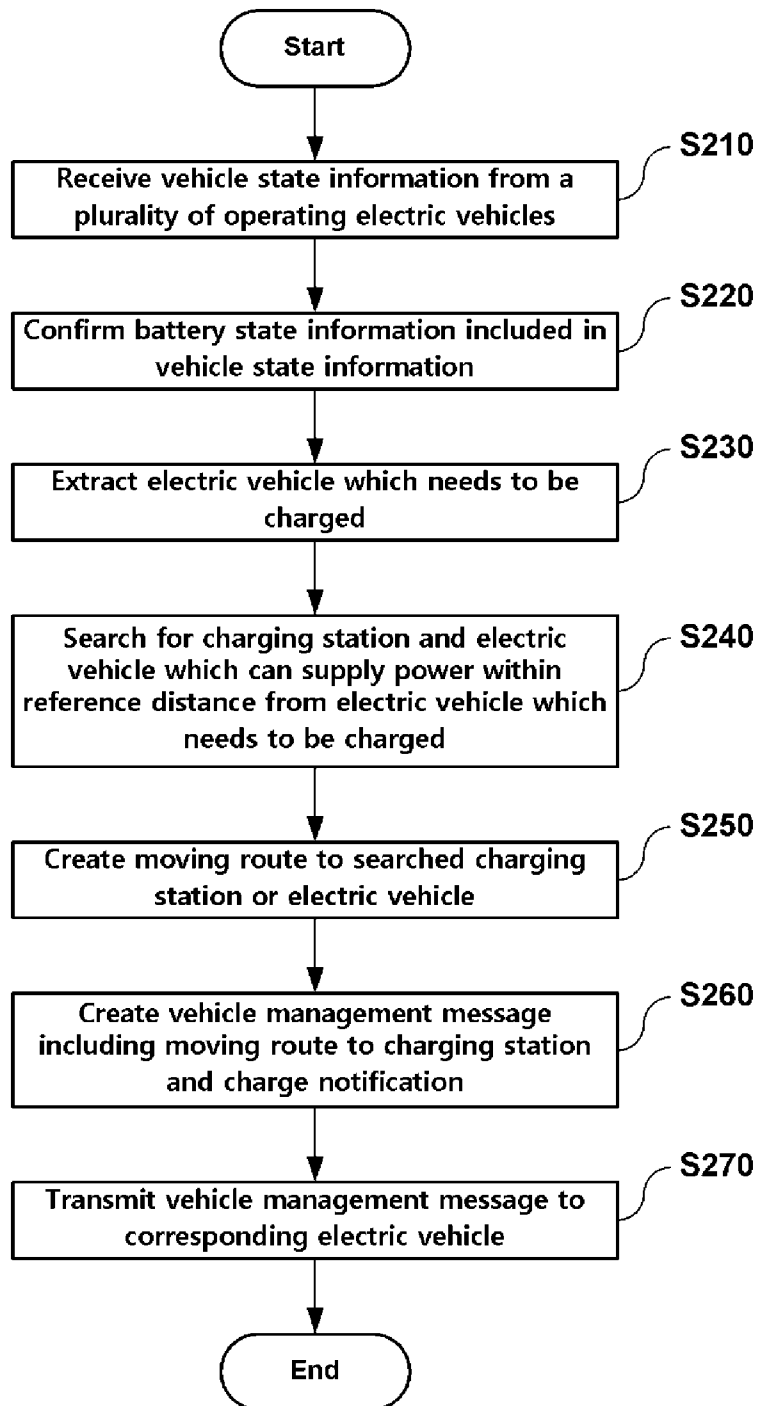 Start
S210
Receive vehicle state information from a
plurality of operating electric vehicles
S220
Confirm battery state information included in
vehicle state information
S230
Extract electric vehicle which needs to be
charged
S240
Search for charging station and electric
vehicle which can supply power within
reference distance from electric vehicle which
needs to be charged
S250
Create moving route to searched charging
station or electric vehicle
S260
Create vehicle management message
including moving route to charging station
and charge notification
S270
Transmit vehicle management message to
corresponding electric vehicle
End